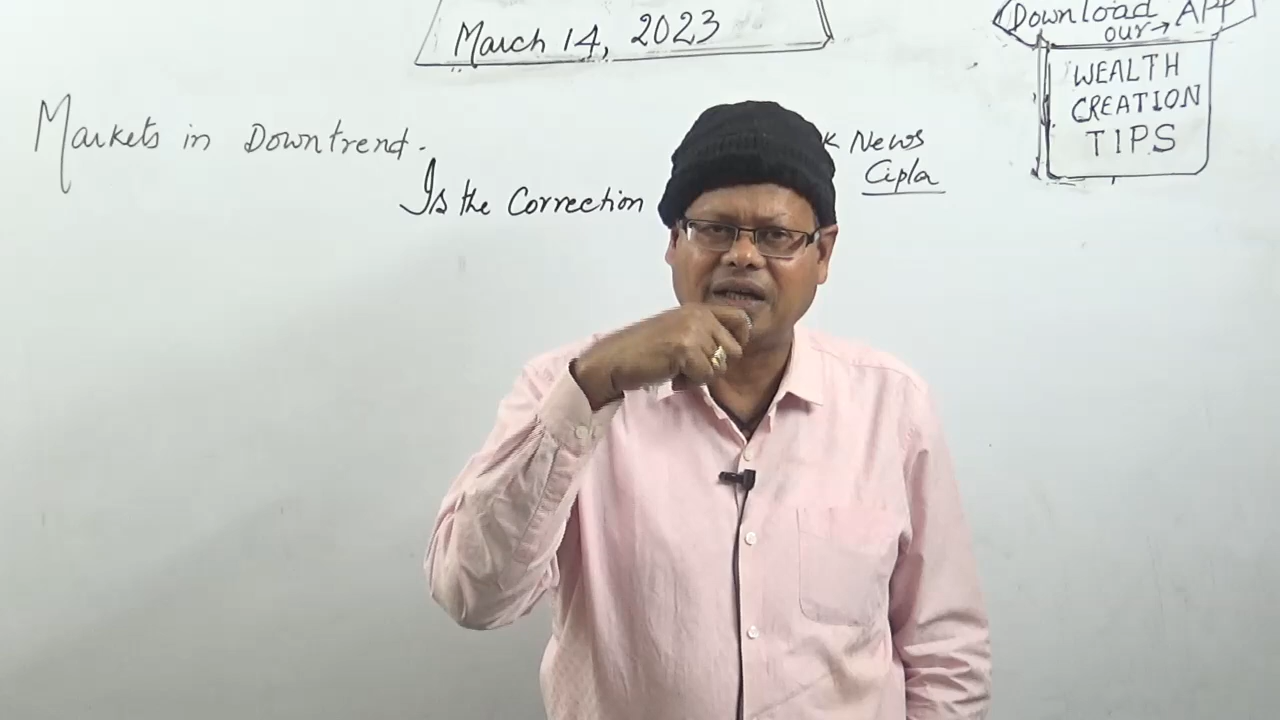 March 14, 2023
Download
our→ APP
WEALTH
CREATION
TIPS
Markets in Downtrend.
Is the Correction
News
Cipla